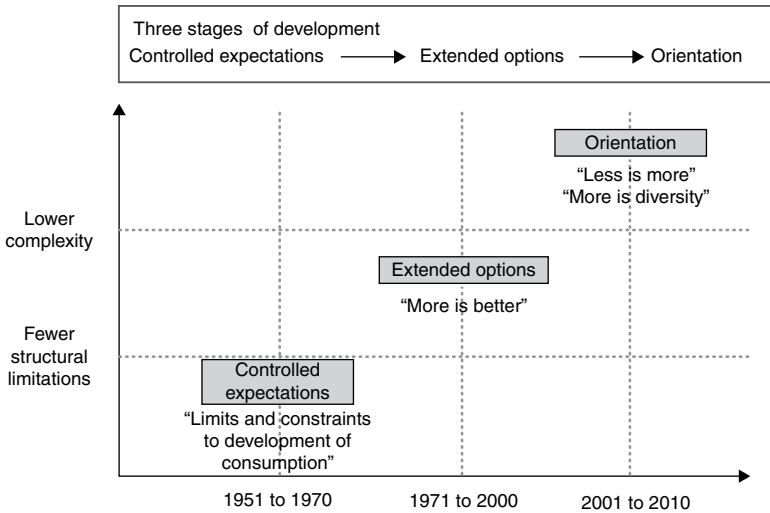 Three stages of development
Controlled expectations → Extended options → Orientation
Orientation
“Less is more”
“More is diversity”
Lower
complexity
Extended options
“More is better”
Fewer
structural
limitations
Controlled
expectations
“Limits and constraints
to development of
consumption”
1951 to 1970 1971 to 2000 2001 to 2010